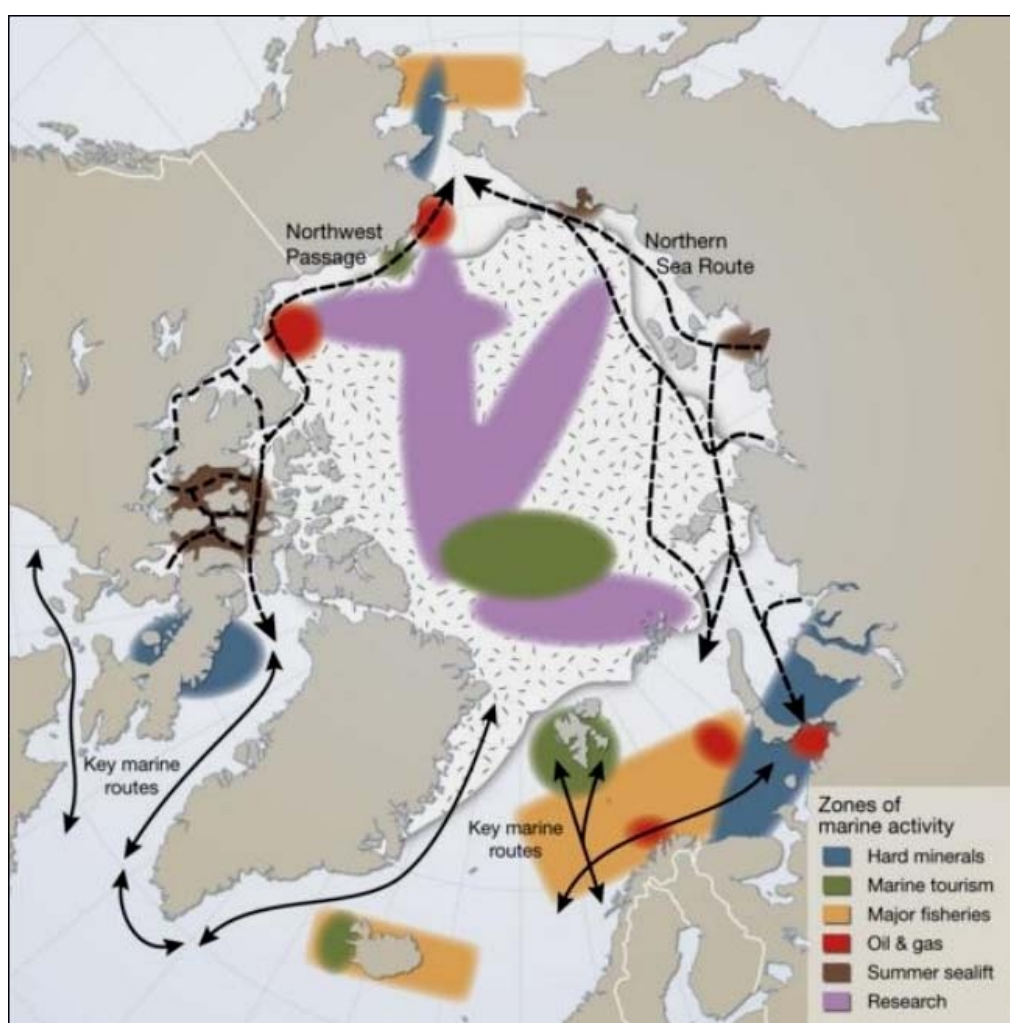 Northwest
Passage
Northern
Sea Route
Key marine
routes
Key marine
routes
Zones of
marine activity
Hard minerals
Marine tourism
Major fisheries
Oil & gas
Summer sealift
Research